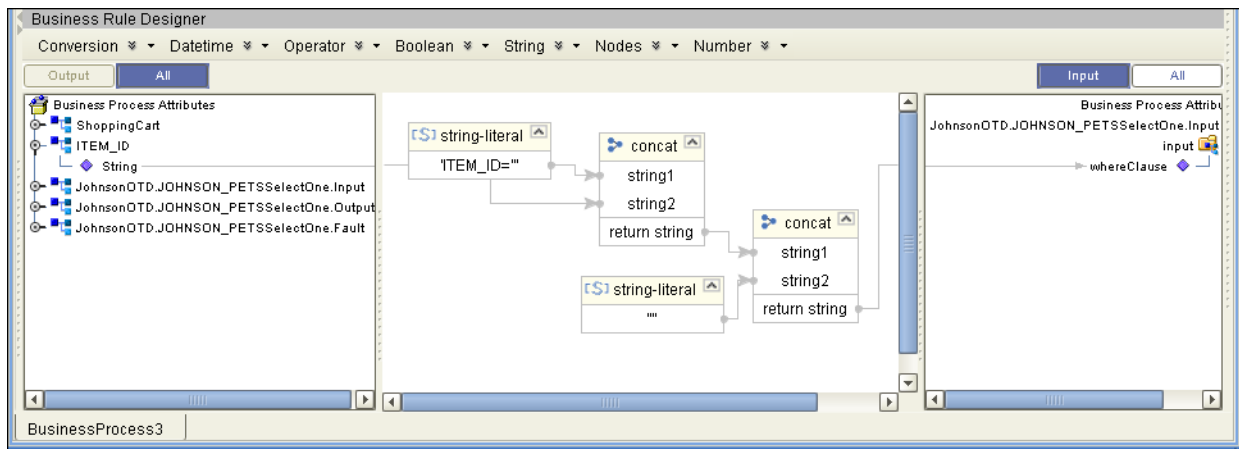 Business Rule Designer
Conversion Datetime Operator Boolean String Nodes Number
Output All Input All
Business Process Attributes
ShoppingCart
ITEM_ID
String
JohnsonOTD.JOHNSON_PETSSelectOne.Input
JohnsonOTD.JOHNSON_PETSSelectOne.Output
JohnsonOTD.JOHNSON_PETSSelectOne.Fault
[S] string-literal
'ITEM_ID='"
concat
string1
string2
return string
[S] string-literal
""
concat
string1
string2
return string
Business Process Attribu
JohnsonOTD.JOHNSON_PETSSelectOne.Input
input
whereClause
BusinessProcess3